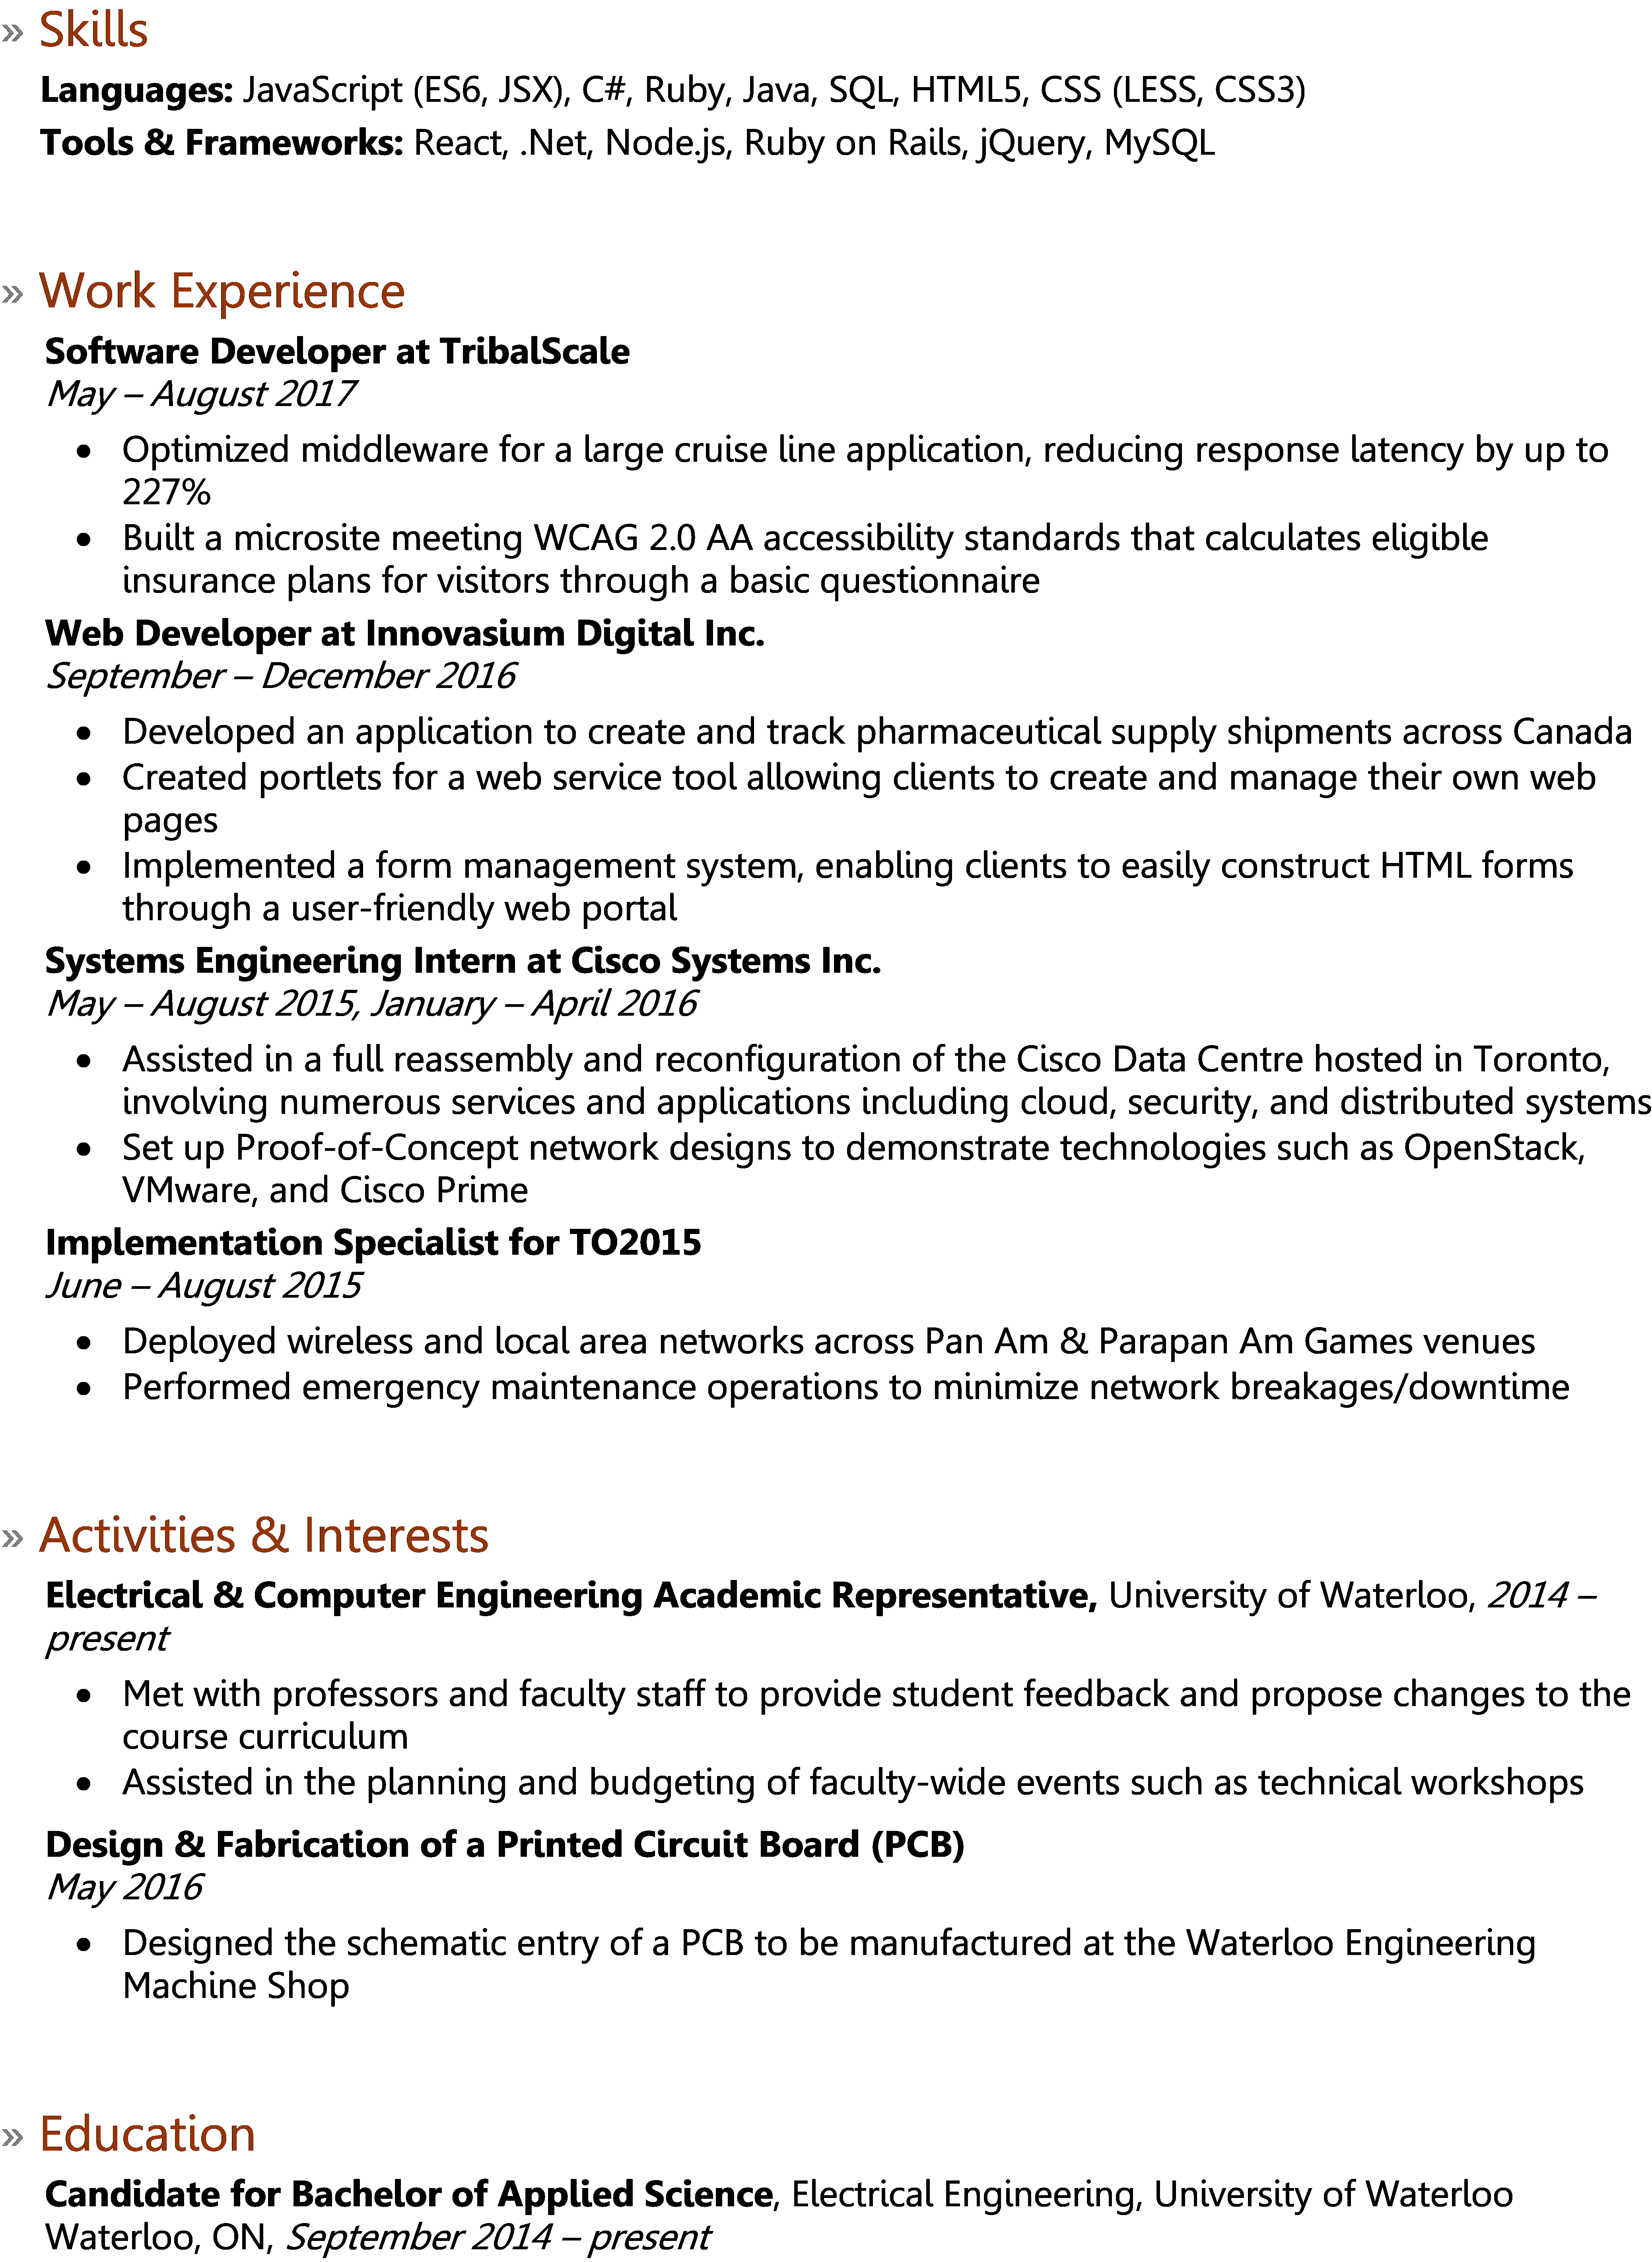 » Skills
Languages: JavaScript (ES6, JSX), C#, Ruby, Java, SQL, HTML5, CSS (LESS, CSS3)
Tools & Frameworks: React, .Net, Node.js, Ruby on Rails, jQuery, MySQL
» Work Experience
Software Developer at TribalScale
May – August 2017
• Optimized middleware for a large cruise line application, reducing response latency by up to
227%
• Built a microsite meeting WCAG 2.0 AA accessibility standards that calculates eligible
insurance plans for visitors through a basic questionnaire
Web Developer at Innovasium Digital Inc.
September – December 2016
• Developed an application to create and track pharmaceutical supply shipments across Canada
• Created portlets for a web service tool allowing clients to create and manage their own web
pages
• Implemented a form management system, enabling clients to easily construct HTML forms
through a user-friendly web portal
Systems Engineering Intern at Cisco Systems Inc.
May – August 2015, January – April 2016
• Assisted in a full reassembly and reconfiguration of the Cisco Data Centre hosted in Toronto,
involving numerous services and applications including cloud, security, and distributed systems
• Set up Proof-of-Concept network designs to demonstrate technologies such as OpenStack,
VMware, and Cisco Prime
Implementation Specialist for TO2015
June – August 2015
• Deployed wireless and local area networks across Pan Am & Parapan Am Games venues
• Performed emergency maintenance operations to minimize network breakages/downtime
» Activities & Interests
Electrical & Computer Engineering Academic Representative, University of Waterloo, 2014 –
present
• Met with professors and faculty staff to provide student feedback and propose changes to the
course curriculum
• Assisted in the planning and budgeting of faculty-wide events such as technical workshops
Design & Fabrication of a Printed Circuit Board (PCB)
May 2016
• Designed the schematic entry of a PCB to be manufactured at the Waterloo Engineering
Machine Shop
» Education
Candidate for Bachelor of Applied Science, Electrical Engineering, University of Waterloo
Waterloo, ON, September 2014 – present